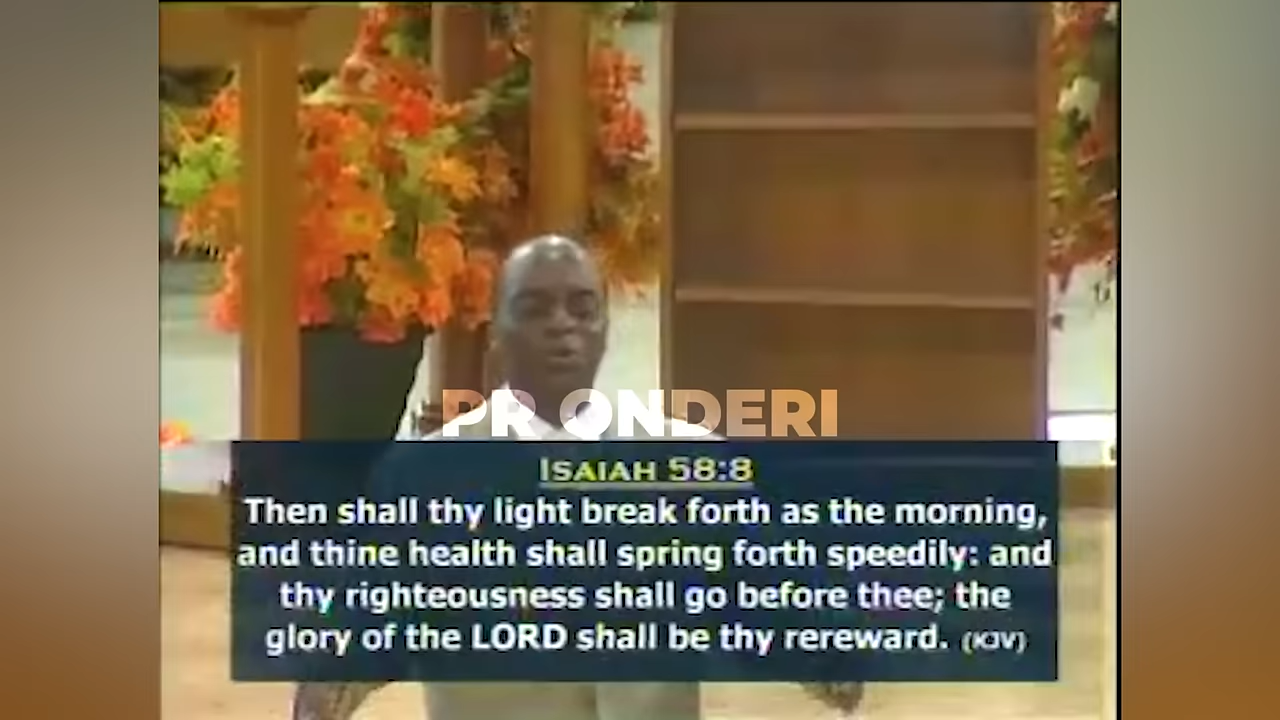 PR ONDERI
ISAIAH 58:8
Then shall thy light break forth as the morning,
and thine health shall spring forth speedily: and
thy righteousness shall go before thee; the
glory of the LORD shall be thy rereward. (KJV)